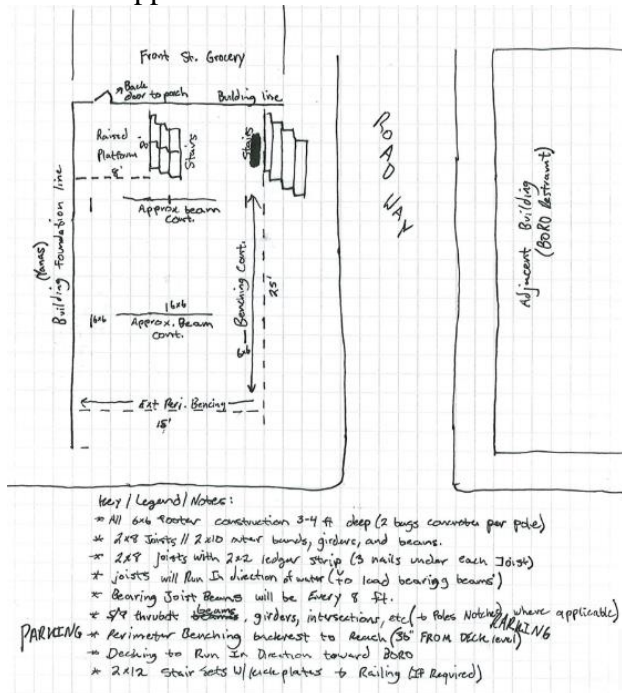 Front St. Grocery
Back
door to porch
Building line
Raised
Platform
8'
Stairs
Stairs
Approx beam
Cont.
(Yanas)
Building Foundation line
6x6
6x6
Approx. Beam
Cont.
6x6
Benching Cont.
25'
Ext Peri. Bencing
15'
ROAD WAY
Adjacent Building
(BORO Restraunt)
Key / Legend / Notes:
* All 6x6 footer construction 3-4 ft deep (2 bags concrete per pole)
* 2x8 Joists // 2x10 outer bands, girders, and beams.
* 2x8 joists with 2x2 ledger strip (3 nails under each Joist)
* joists will Run In direction of water (to load bearing beams)
* Bearing Joist Beams will be Every 8 ft.
* 5/8 thrubolt beams, girders, intersections, etc (to Poles Notched, where applicable)
PARKING
PARKING
* Perimeter Benching backrest to Reach (36" FROM DECK level)
* Decking to Run In Direction toward BORO
* 2x12 Stair Sets w/ kick plates & Railing (IF Required)